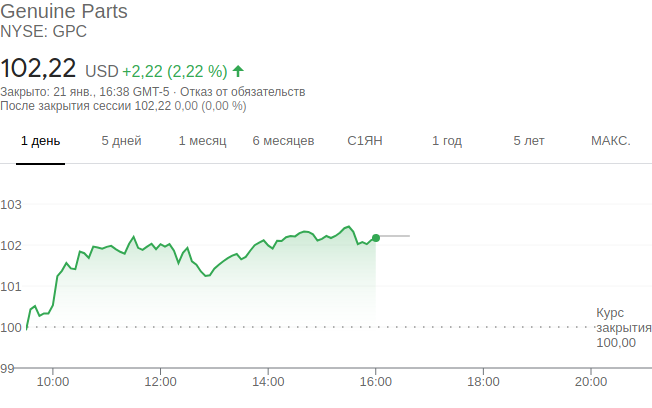 Genuine Parts
NYSE: GPC
102,22 USD +2,22 (2,22 %)
Закрыто: 21 янв., 16:38 GMT-5 · Отказ от обязательств
После закрытия сессии 102,22 0,00 (0,00 %)
1 день 5 дней 1 месяц 6 месяцев С1ЯН 1 год 5 лет МАКС.
103
102
101
Курс
100 закрытия
100,00
99
10:00 12:00 14:00 16:00 18:00 20:00